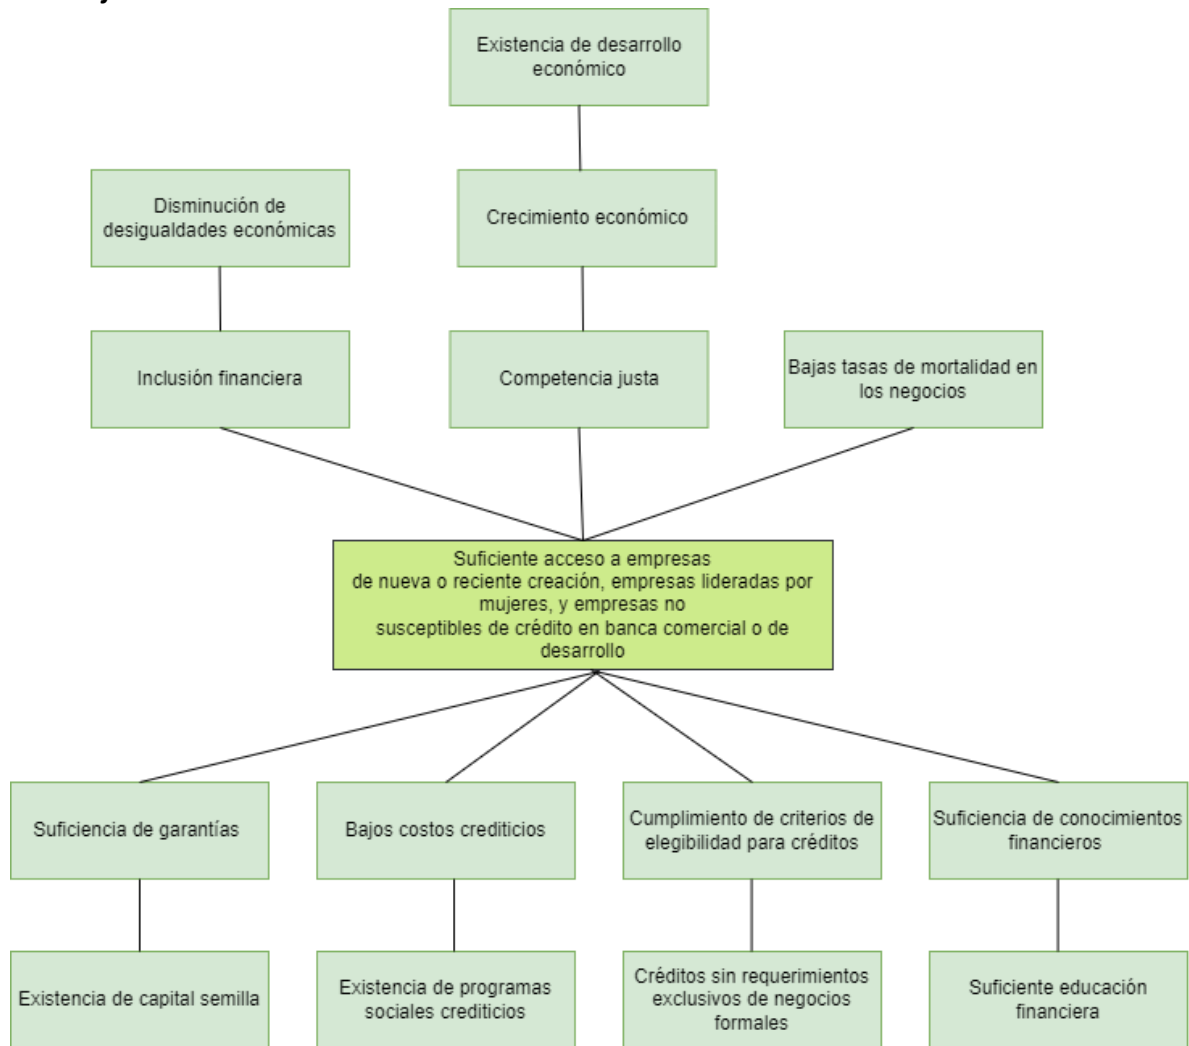 Existencia de desarrollo
económico
Disminución de
desigualdades económicas
Crecimiento económico
Inclusión financiera
Competencia justa
Bajas tasas de mortalidad en
los negocios
Suficiente acceso a empresas
de nueva o reciente creación, empresas lideradas por
mujeres, y empresas no
susceptibles de crédito en banca comercial o de
desarrollo
Suficiencia de garantías
Bajos costos crediticios
Cumplimiento de criterios de
elegibilidad para créditos
Suficiencia de conocimientos
financieros
Existencia de capital semilla
Existencia de programas
sociales crediticios
Créditos sin requerimientos
exclusivos de negocios
formales
Suficiente educación
financiera